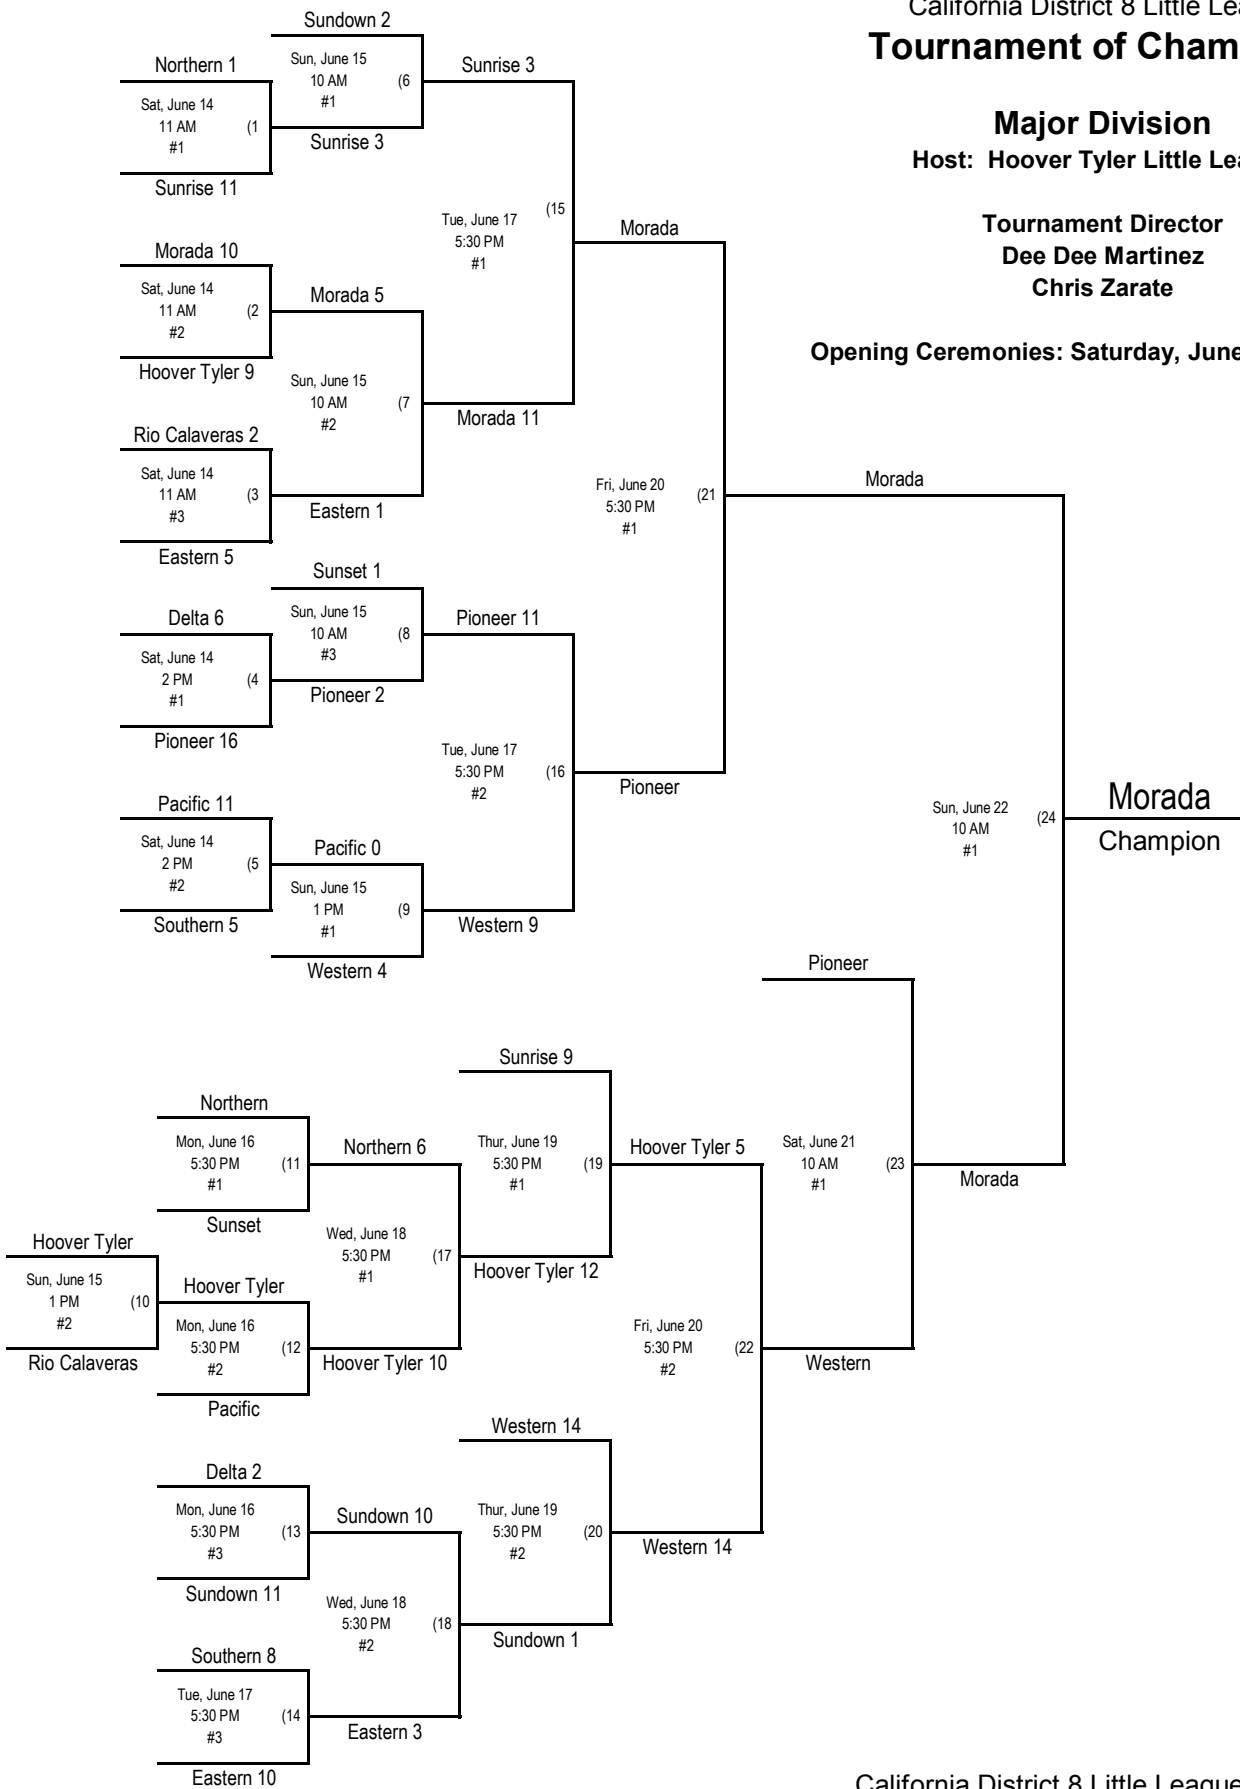 California District 8 Little Lea
Tournament of Cham
Major Division
Host: Hoover Tyler Little Lea
Tournament Director
Dee Dee Martinez
Chris Zarate
Opening Ceremonies: Saturday, June
Sundown 2
Sun, June 15
10 AM (6
#1
Sunrise 3
Northern 1
Sat, June 14
11 AM (1
#1
Sunrise 11
Sunrise 3
Tue, June 17
5:30 PM (15
#1
Morada 11
Morada 10
Sat, June 14
11 AM (2
#2
Hoover Tyler 9
Morada 5
Sun, June 15
10 AM (7
#2
Eastern 1
Rio Calaveras 2
Sat, June 14
11 AM (3
#3
Eastern 5
Morada
Fri, June 20
5:30 PM (21
#1
Pioneer
Sunset 1
Sun, June 15
10 AM (8
#3
Pioneer 2
Delta 6
Sat, June 14
2 PM (4
#1
Pioneer 16
Pioneer 11
Tue, June 17
5:30 PM (16
#2
Western 9
Pacific 11
Sat, June 14
2 PM (5
#2
Southern 5
Pacific 0
Sun, June 15
1 PM (9
#1
Western 4
Morada
Sun, June 22
10 AM (24
#1
Morada
Morada
Champion
Pioneer
Sat, June 21
10 AM (23
#1
Western
Sunrise 9
Thur, June 19
5:30 PM (19
#1
Hoover Tyler 12
Northern
Mon, June 16
5:30 PM (11
#1
Sunset
Northern 6
Wed, June 18
5:30 PM (17
#1
Hoover Tyler 10
Hoover Tyler
Sun, June 15
1 PM (10
#2
Rio Calaveras
Hoover Tyler
Mon, June 16
5:30 PM (12
#2
Pacific
Hoover Tyler 5
Fri, June 20
5:30 PM (22
#2
Western 14
Western 14
Thur, June 19
5:30 PM (20
#2
Sundown 1
Delta 2
Mon, June 16
5:30 PM (13
#3
Sundown 11
Sundown 10
Wed, June 18
5:30 PM (18
#2
Eastern 3
Southern 8
Tue, June 17
5:30 PM (14
#3
Eastern 10
California District 8 Little League